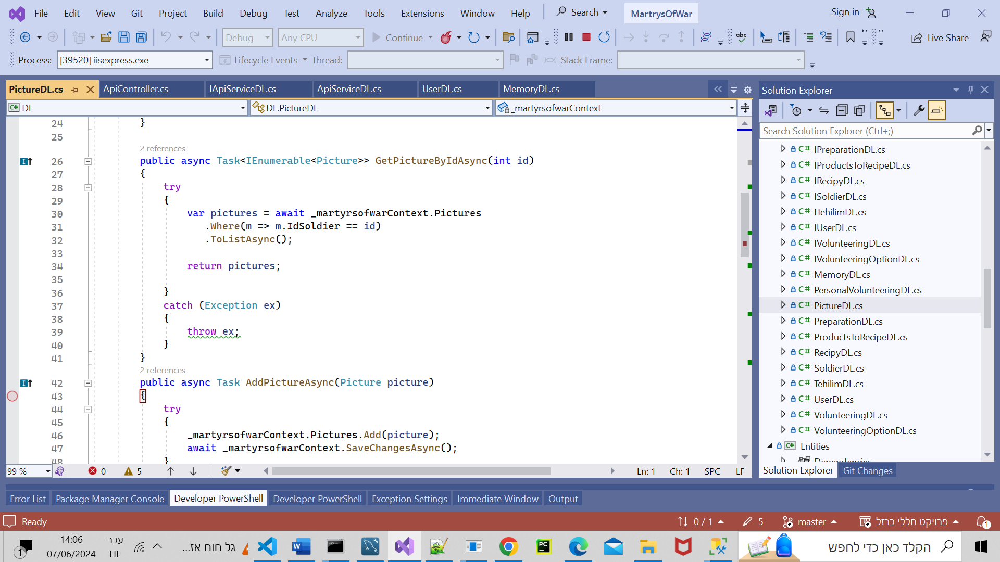 File Edit View Git Project Build Debug Test Analyze Tools Extensions Window Help Search MartrysOfWar Sign in
Debug Any CPU Continue abc Live Share
Process: [39520] iisexpress.exe Lifecycle Events Thread: Stack Frame:
PictureDL.cs ApiController.cs IApiServiceDL.cs ApiServiceDL.cs UserDL.cs MemoryDL.cs
C# DL DL.PictureDL _martyrsofwarContext
24 }
25
2 references
26 public async Task<IEnumerable<Picture>> GetPictureByIdAsync(int id)
27 {
28 try
29 {
30 var pictures = await _martyrsofwarContext.Pictures
31 .Where(m => m.IdSoldier == id)
32 .ToListAsync();
33
34 return pictures;
35
36 }
37 catch (Exception ex)
38 {
39 throw ex;
40 }
41 }
2 references
42 public async Task AddPictureAsync(Picture picture)
43 {
44 try
45 {
46 _martyrsofwarContext.Pictures.Add(picture);
47 await _martyrsofwarContext.SaveChangesAsync();
48 }
99 % 0 5 Ln: 1 Ch: 1 SPC LF
Solution Explorer
Search Solution Explorer (Ctrl+;)
C# IPreparationDL.cs
C# IProductsToRecipeDL.cs
C# IRecipyDL.cs
C# ISoldierDL.cs
C# ITehilimDL.cs
C# IUserDL.cs
C# IVolunteeringDL.cs
C# IVolunteeringOptionDL.cs
C# MemoryDL.cs
C# PersonalVolunteeringDL.cs
C# PictureDL.cs
C# PreparationDL.cs
C# ProductsToRecipeDL.cs
C# RecipyDL.cs
C# SoldierDL.cs
C# TehilimDL.cs
C# UserDL.cs
C# VolunteeringDL.cs
C# VolunteeringOptionDL.cs
C# Entities
Dependencies
Solution Explorer Git Changes
Error List Package Manager Console Developer PowerShell Developer PowerShell Exception Settings Immediate Window Output
Ready 0 / 1 5 master פרויקט חללי ברזל 1
14:06
07/06/2024
1
עבר
HE
גל חום אז...
W
PC
הקלד כאן כדי לחפש